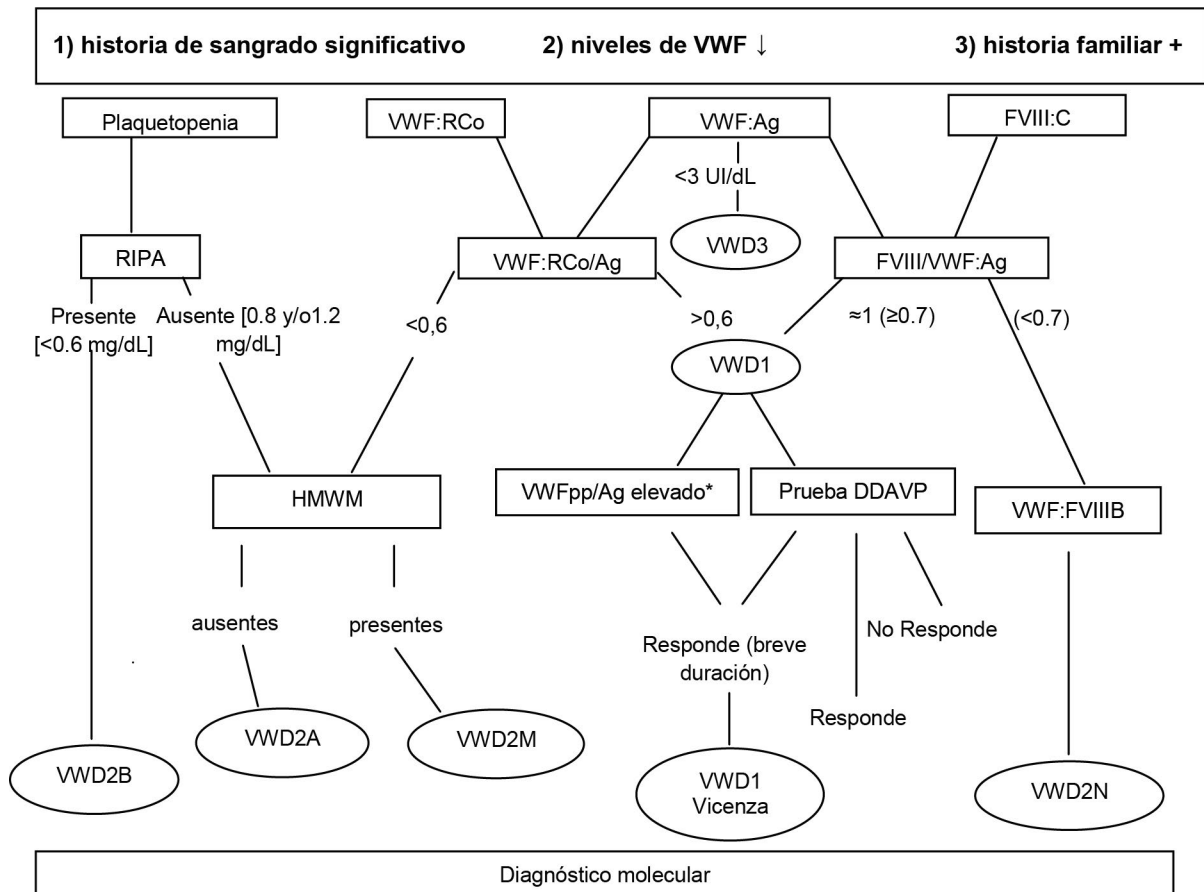 1) historia de sangrado significativo 2) niveles de VWF ↓ 3) historia familiar +
Plaquetopenia
VWF:RCo
VWF:Ag
FVIII:C
<3 UI/dL
RIPA
VWF:RCo/Ag
VWD3
FVIII/VWF:Ag
Presente
[<0.6 mg/dL]
Ausente [0.8 y/o1.2
mg/dL]
<0,6
>0,6
≈1 (≥0.7)
(<0.7)
VWD1
HMWM
VWFpp/Ag elevado*
Prueba DDAVP
VWF:FVIIIB
ausentes
presentes
Responde (breve
duración)
No Responde
Responde
VWD2B
VWD2A
VWD2M
VWD1
Vicenza
VWD2N
Diagnóstico molecular